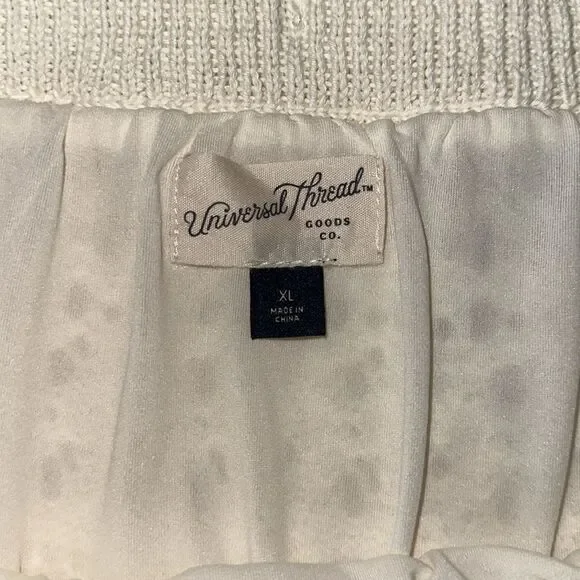 Universal Thread™
GOODS
CO.
XL
MADE IN
CHINA